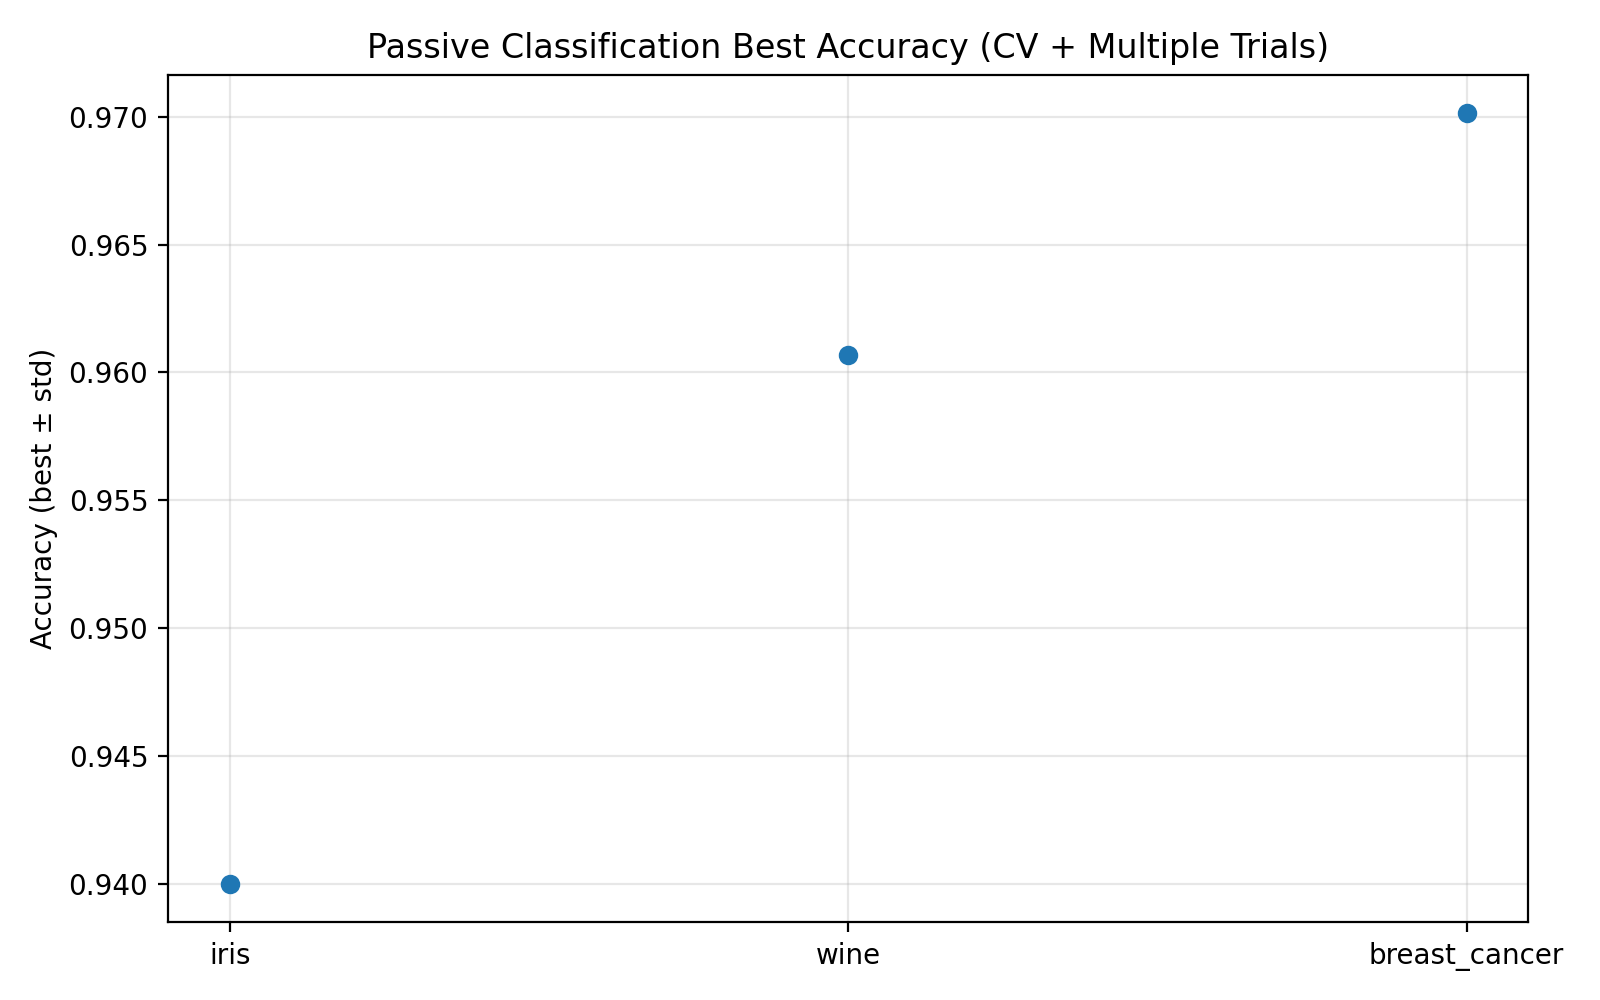 Passive Classification Best Accuracy (CV + Multiple Trials)
Accuracy (best ± std)
0.970
0.965
0.960
0.955
0.950
0.945
0.940
iris
wine
breast_cancer